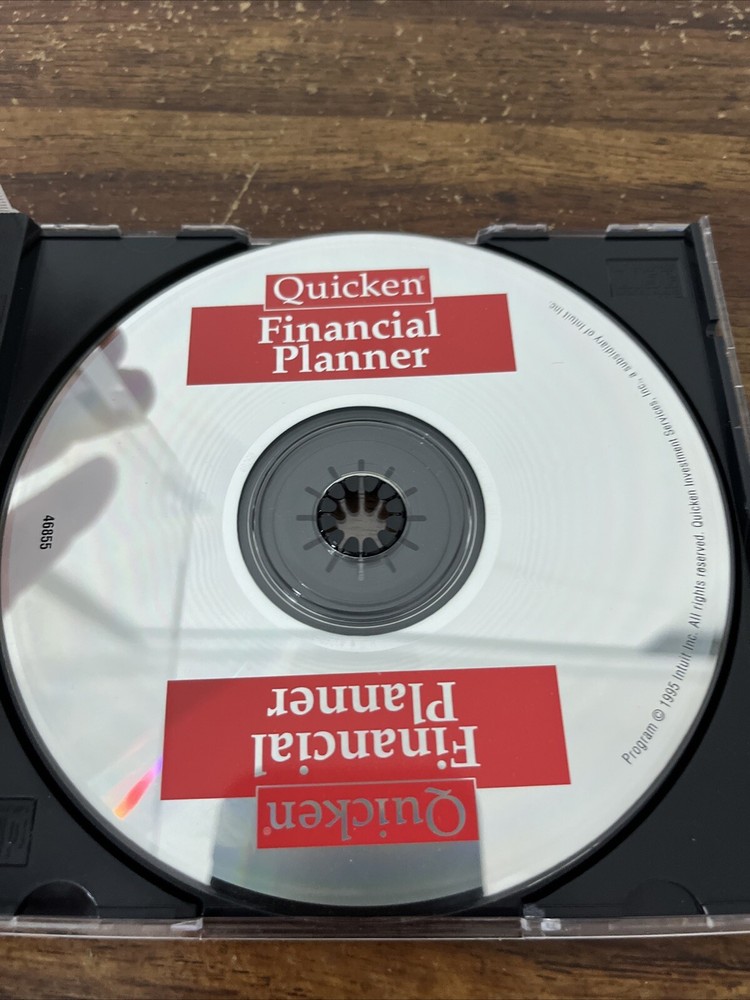 Quicken®
Financial
Planner
Program © 1995 Intuit Inc. All rights reserved. Quicken Investment Services, Inc., a subsidiary of Intuit Inc.
46855
Quicken®
Financial
Planner